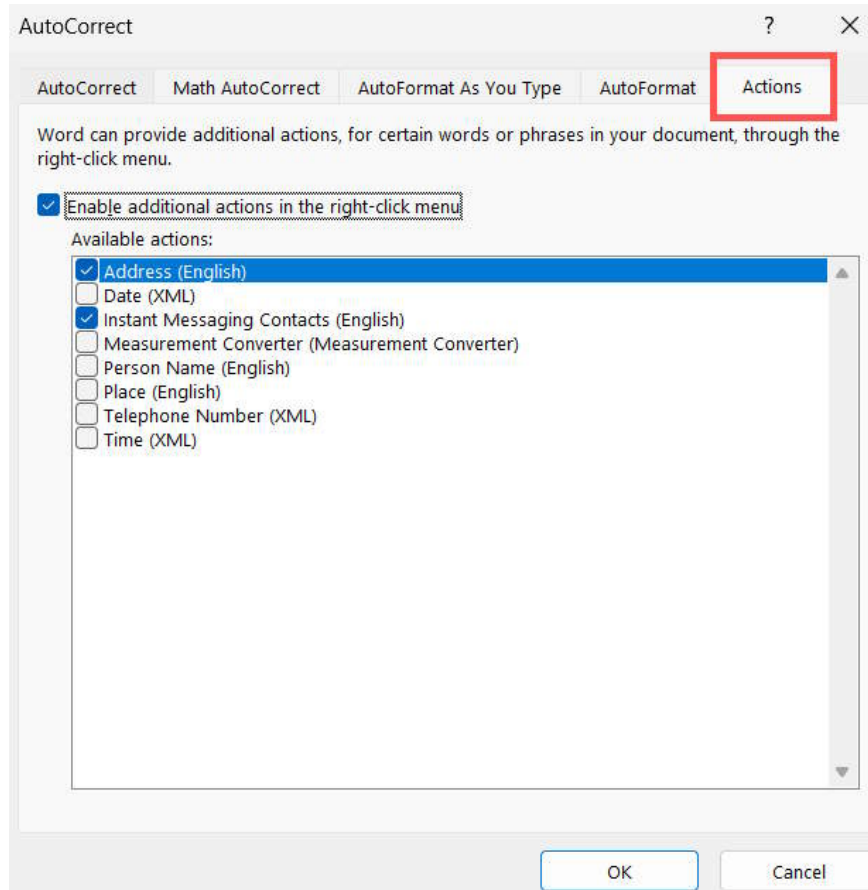 AutoCorrect
AutoCorrect Math AutoCorrect AutoFormat As You Type AutoFormat Actions
Word can provide additional actions, for certain words or phrases in your document, through the
right-click menu.
Enable additional actions in the right-click menu
Available actions:
Address (English)
Date (XML)
Instant Messaging Contacts (English)
Measurement Converter (Measurement Converter)
Person Name (English)
Place (English)
Telephone Number (XML)
Time (XML)
OK Cancel